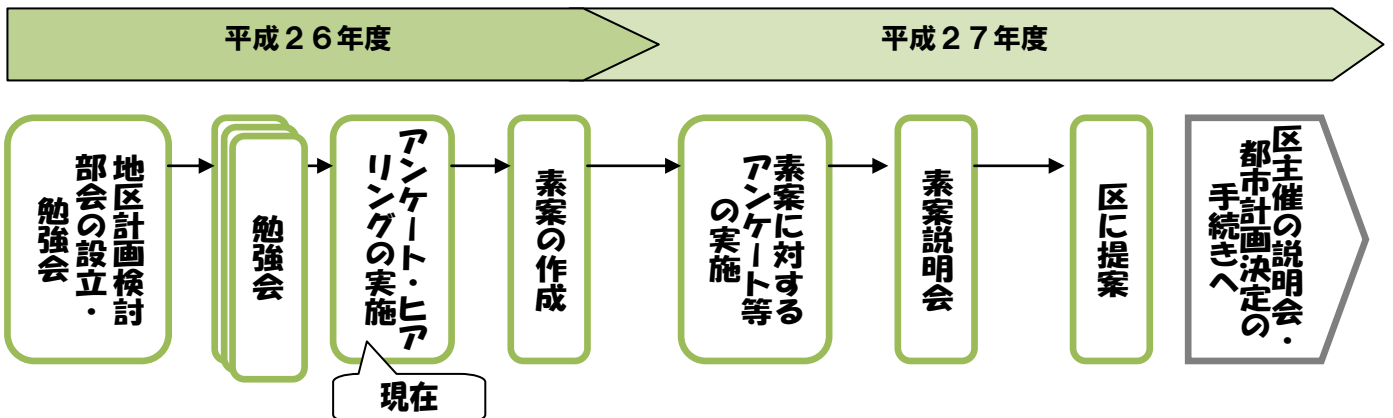 平成２６年度
平成２７年度
地区計画検討
部会の設立・
勉強会
勉強会
アンケート・ヒア
リングの実施
現在
素案の作成
素案に対する
アンケート等
の実施
素案説明会
区に提案
区主催の説明会・
都市計画決定の
手続きへ